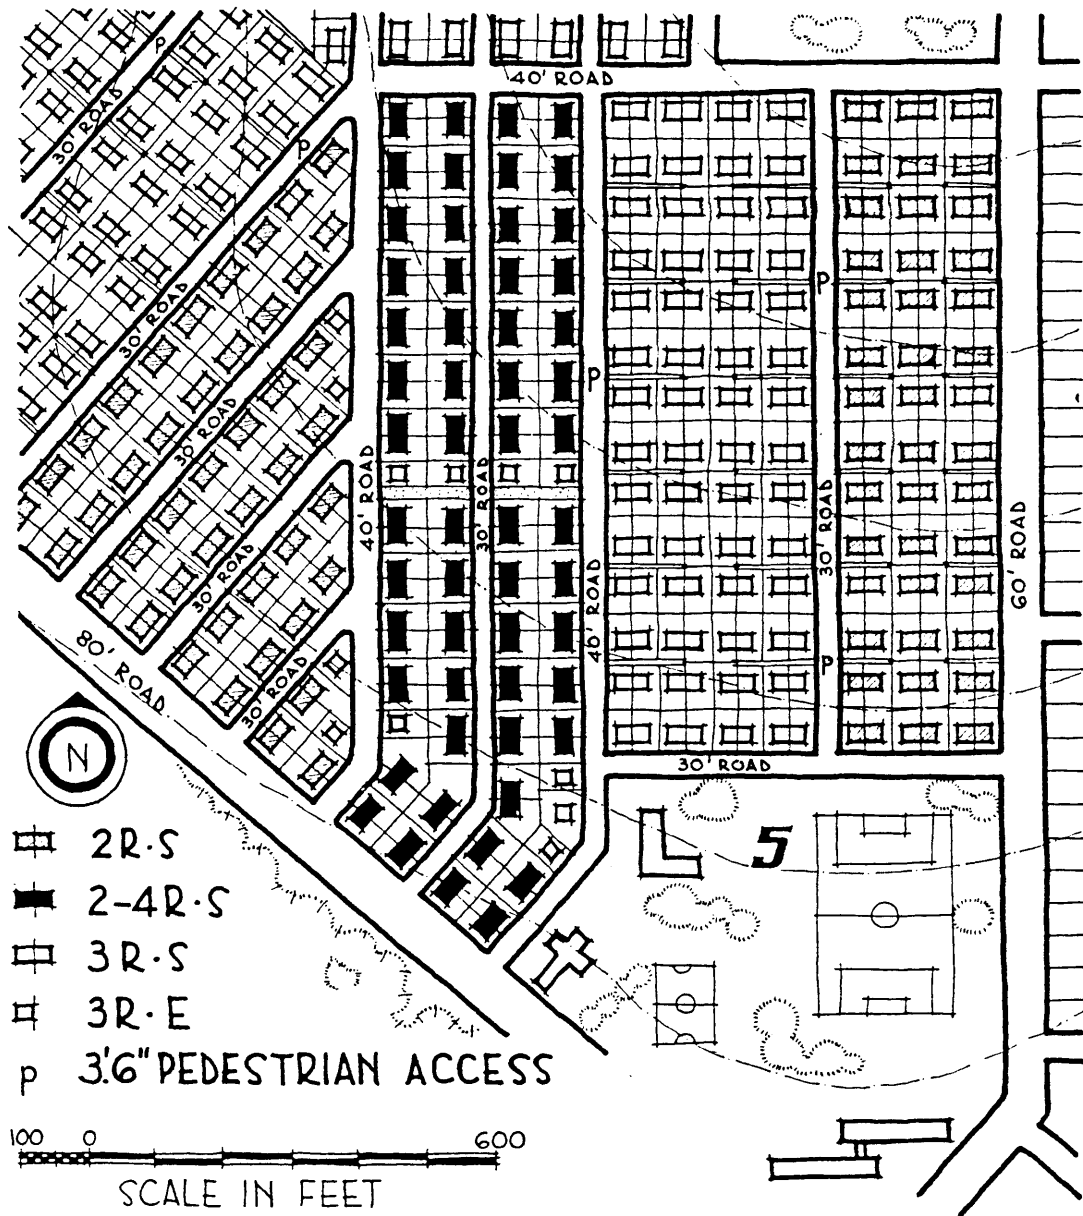 p
40' ROAD
30' ROAD
p
30' ROAD
p
p
30' ROAD
40' ROAD
30' ROAD
30' ROAD
60' ROAD
30' ROAD
40' ROAD
80' ROAD
30' ROAD
p
30' ROAD
N
5
2R·S
2-4R·S
3R·S
3R·E
p 3'.6" PEDESTRIAN ACCESS
100 0 600
SCALE IN FEET